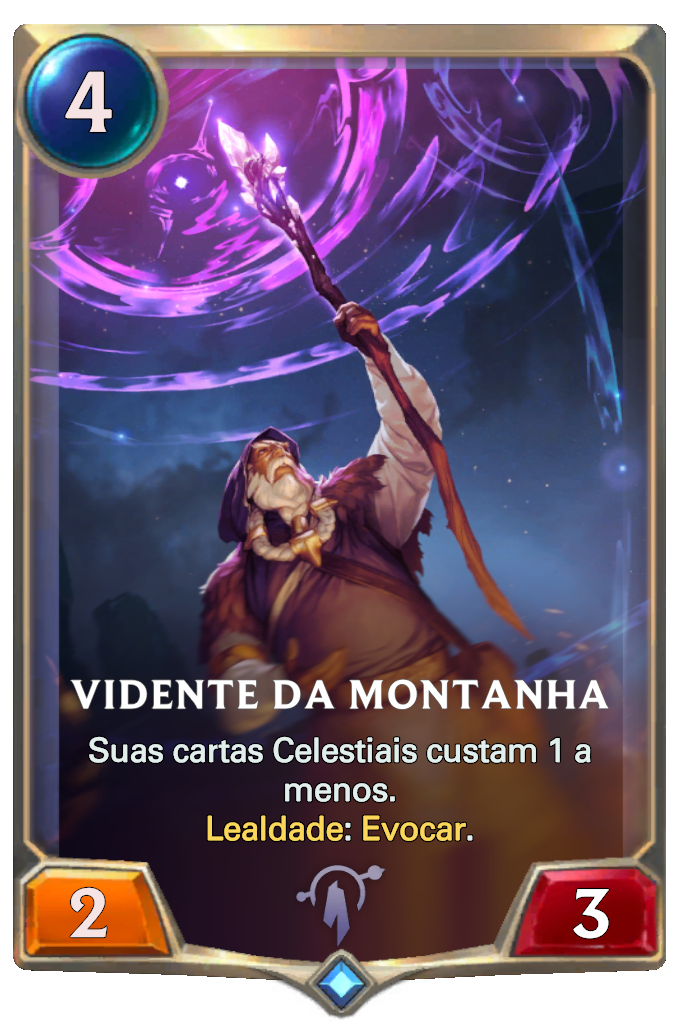 4
VIDENTE DA MONTANHA
Suas cartas Celestiais custam 1 a
menos.
Lealdade: Evocar.
2
3